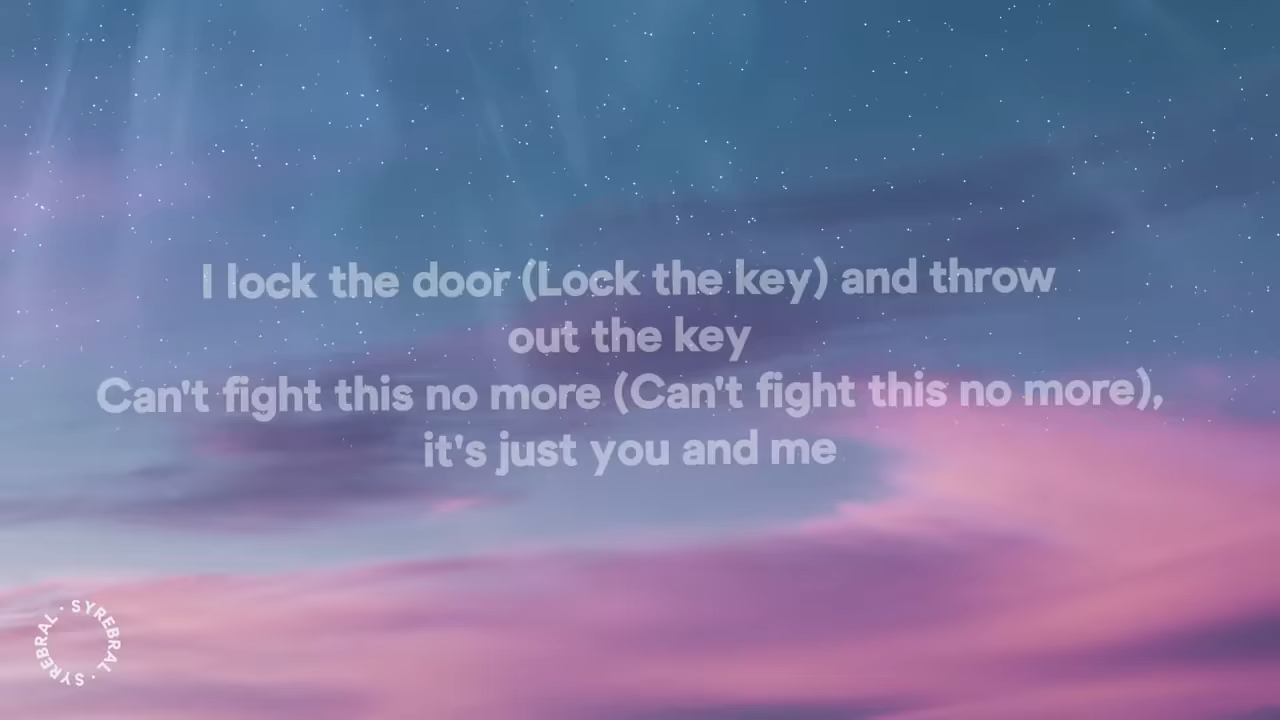 I lock the door (Lock the key) and throw
out the key
Can't fight this no more (Can't fight this no more),
it's just you and me
SYREBRAL · SYREBRAL ·